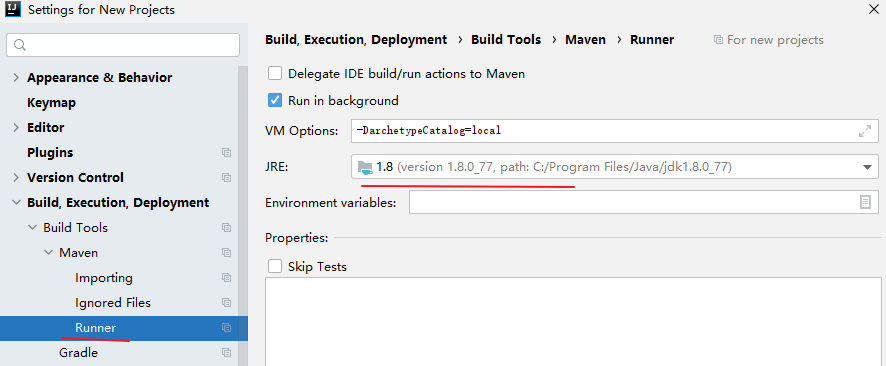 IJ Settings for New Projects
Appearance & Behavior
Keymap
Editor
Plugins
Version Control
Build, Execution, Deployment
Build Tools
Maven
Importing
Ignored Files
Runner
Gradle
Build, Execution, Deployment › Build Tools › Maven › Runner For new projects
Delegate IDE build/run actions to Maven
Run in background
VM Options: -DarchetypeCatalog=local
JRE: 1.8 (version 1.8.0_77, path: C:/Program Files/Java/jdk1.8.0_77)
Environment variables:
Properties:
Skip Tests